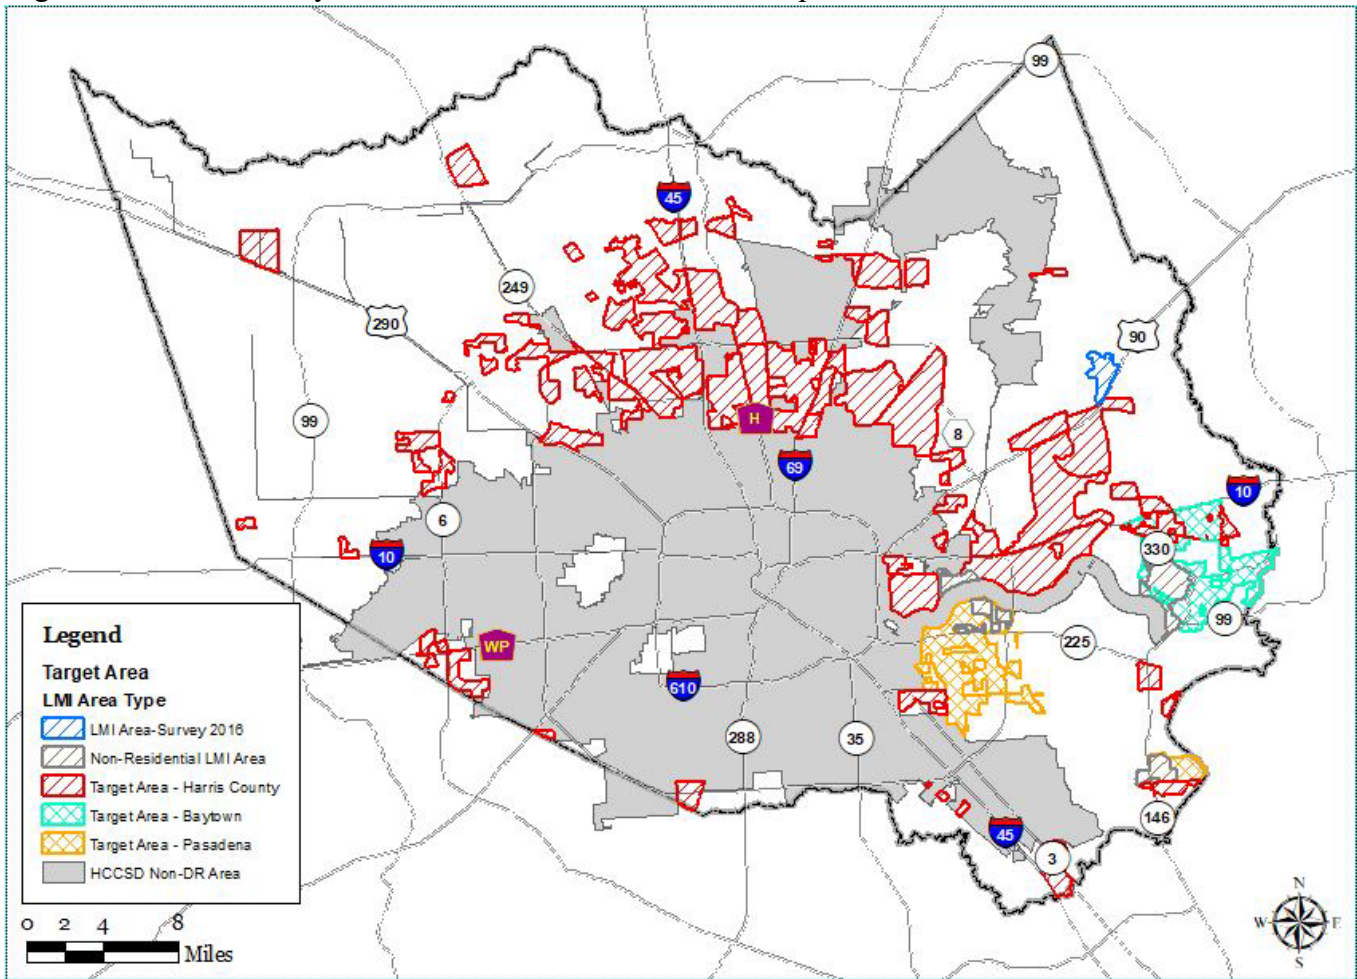 99
45
249
290
90
99
H
8
69
10
6
10
330
99
225
WP
610
288
35
146
45
3
Legend
Target Area
LMI Area Type
LMI Area-Survey 2016
Non-Residential LMI Area
Target Area - Harris County
Target Area - Baytown
Target Area - Pasadena
HCCSD Non-DR Area
0 2 4 8
Miles
N
W E
S